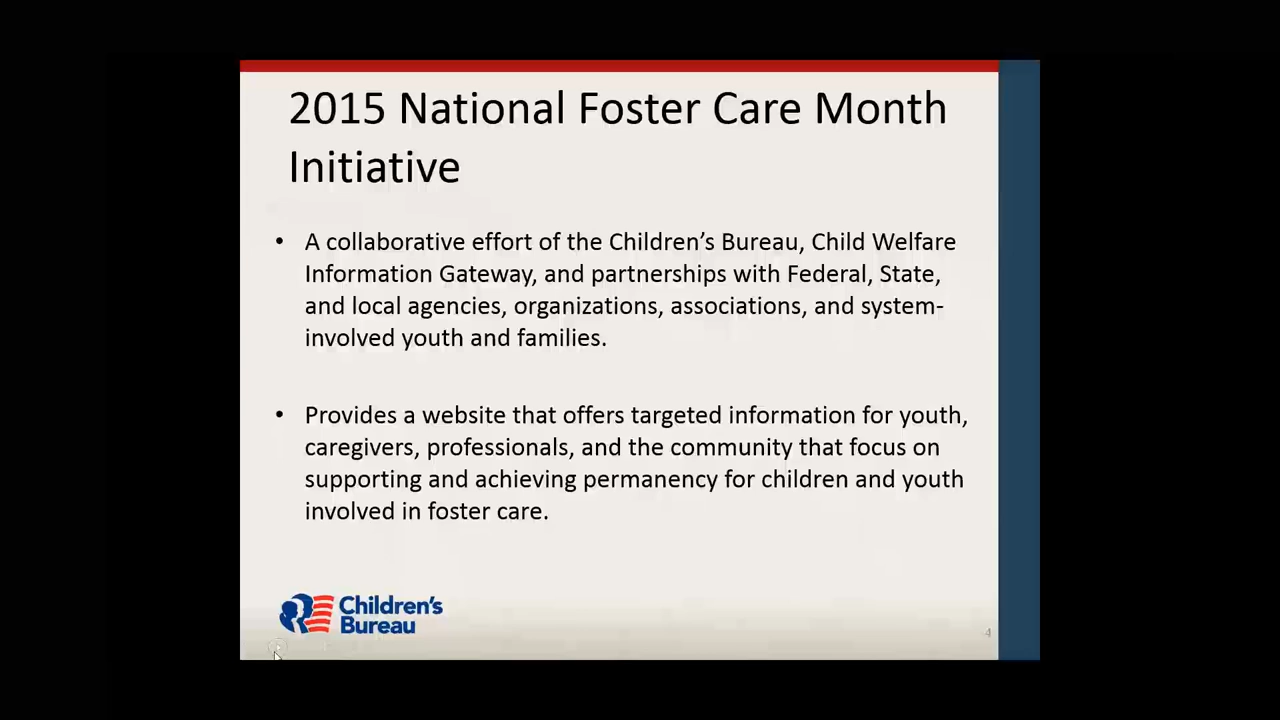 2015 National Foster Care Month
Initiative
• A collaborative effort of the Children’s Bureau, Child Welfare
Information Gateway, and partnerships with Federal, State,
and local agencies, organizations, associations, and system-
involved youth and families.
• Provides a website that offers targeted information for youth,
caregivers, professionals, and the community that focus on
supporting and achieving permanency for children and youth
involved in foster care.
Children’s
Bureau
4